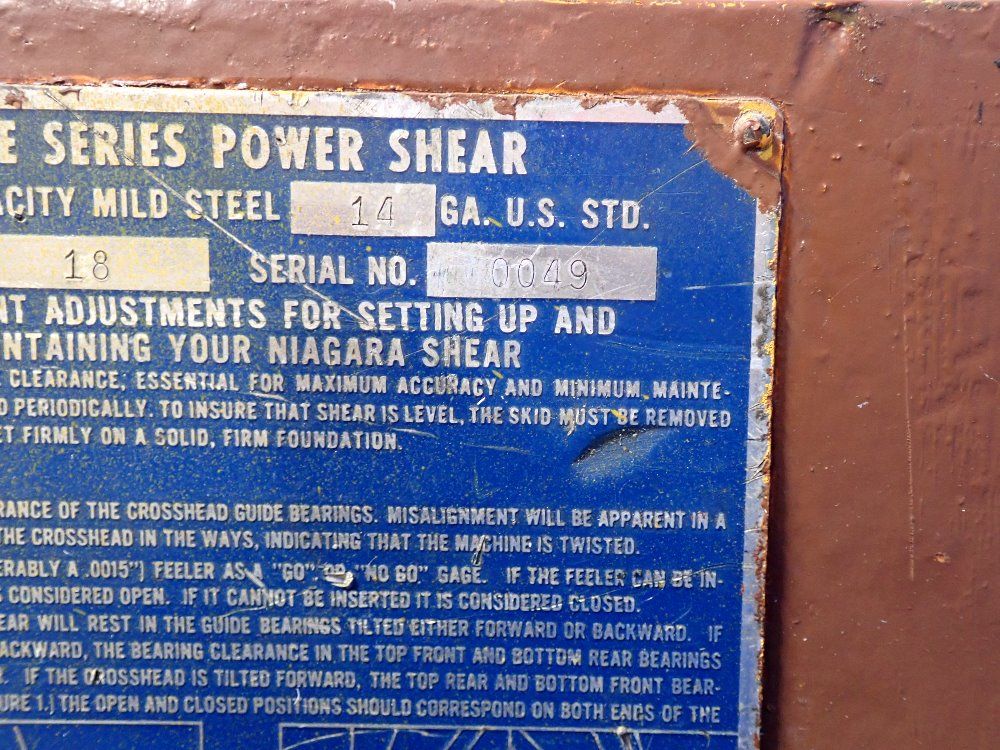 E SERIES POWER SHEAR
ACITY MILD STEEL 14 GA. U.S. STD.
18 SERIAL NO. 0049
NT ADJUSTMENTS FOR SETTING UP AND
NTAINING YOUR NIAGARA SHEAR
CLEARANCE, ESSENTIAL FOR MAXIMUM ACCURACY AND MINIMUM MAINTE-
D PERIODICALLY. TO INSURE THAT SHEAR IS LEVEL, THE SKID MUST BE REMOVED
ET FIRMLY ON A SOLID, FIRM FOUNDATION.
RANCE OF THE CROSSHEAD GUIDE BEARINGS. MISALIGNMENT WILL BE APPARENT IN A
THE CROSSHEAD IN THE WAYS, INDICATING THAT THE MACHINE IS TWISTED.
ERABLY A .0015") FEELER AS A "GO" OR "NO GO" GAGE. IF THE FEELER CAN BE IN-
S CONSIDERED OPEN. IF IT CANNOT BE INSERTED IT IS CONSIDERED CLOSED.
EAR WILL REST IN THE GUIDE BEARINGS TILTED EITHER FORWARD OR BACKWARD. IF
ACKWARD, THE BEARING CLEARANCE IN THE TOP FRONT AND BOTTOM REAR BEARINGS
. IF THE CROSSHEAD IS TILTED FORWARD, THE TOP REAR AND BOTTOM FRONT BEAR-
URE 1.) THE OPEN AND CLOSED POSITIONS SHOULD CORRESPOND ON BOTH ENDS OF THE